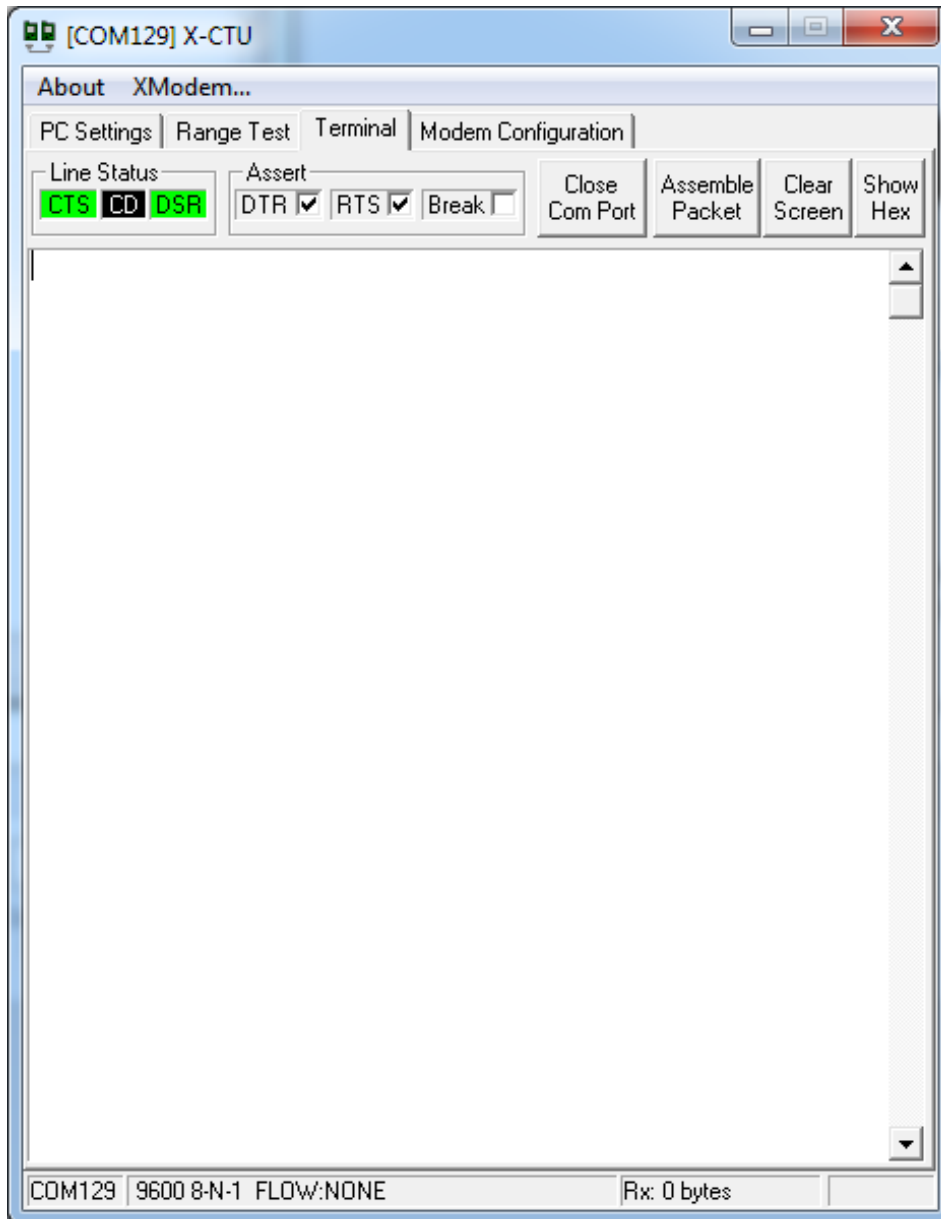 [COM129] X-CTU
About XModem...
PC Settings Range Test Terminal Modem Configuration
Line Status Assert
CTS CD DSR DTR RTS Break
Close Com Port
Assemble Packet
Clear Screen
Show Hex
COM129 9600 8-N-1 FLOW:NONE Rx: 0 bytes